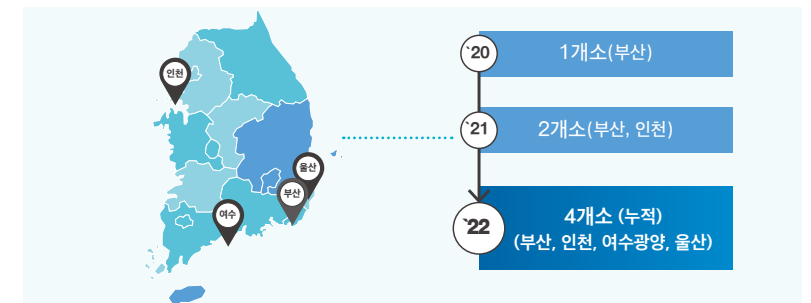 인천
울산
부산
여수
`20
1개소(부산)
`21
2개소(부산, 인천)
`22
4개소 (누적)
(부산, 인천, 여수광양, 울산)